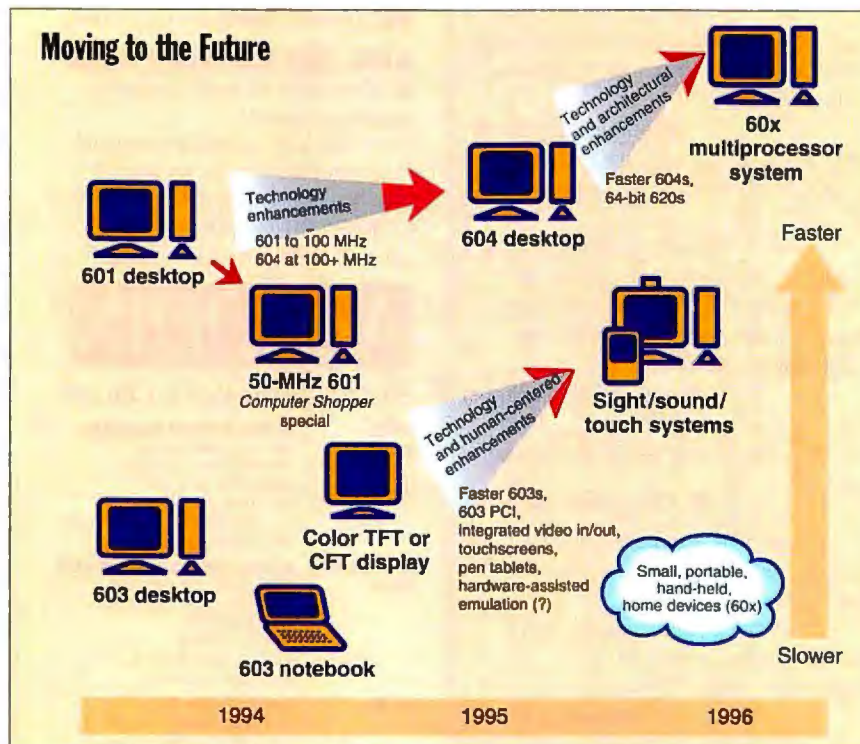 Moving to the Future
Technology
and architectural
enhancements
60x
multiprocessor
system
Faster 604s,
64-bit 620s
Technology
enhancements
601 to 100 MHz
604 at 100+ MHz
601 desktop
604 desktop
Faster
50-MHz 601
Computer Shopper
special
Sight/sound/
touch systems
Technology
and human-centered
enhancements
Faster 603s,
603 PCI,
integrated video in/out,
touchscreens,
pen tablets,
hardware-assisted
emulation (?)
Color TFT or
CFT display
603 desktop
603 notebook
Small, portable,
hand-held,
home devices (60x)
Slower
1994
1995
1996